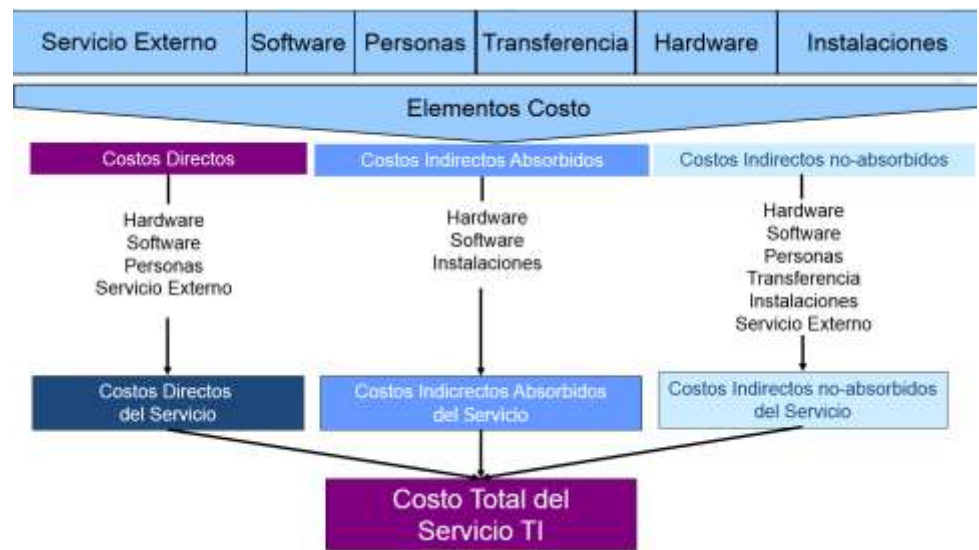 Servicio Externo Software Personas Transferencia Hardware Instalaciones
Elementos Costo
Costos Directos
Hardware
Software
Personas
Servicio Externo
Costos Directos
del Servicio
Costos Indirectos Absorbidos
Hardware
Software
Instalaciones
Costos Indicrectos Absorbidos
del Servicio
Costos Indirectos no-absorbidos
Hardware
Software
Personas
Transferencia
Instalaciones
Servicio Externo
Costos Indirectos no-absorbidos
del Servicio
Costo Total del
Servicio TI